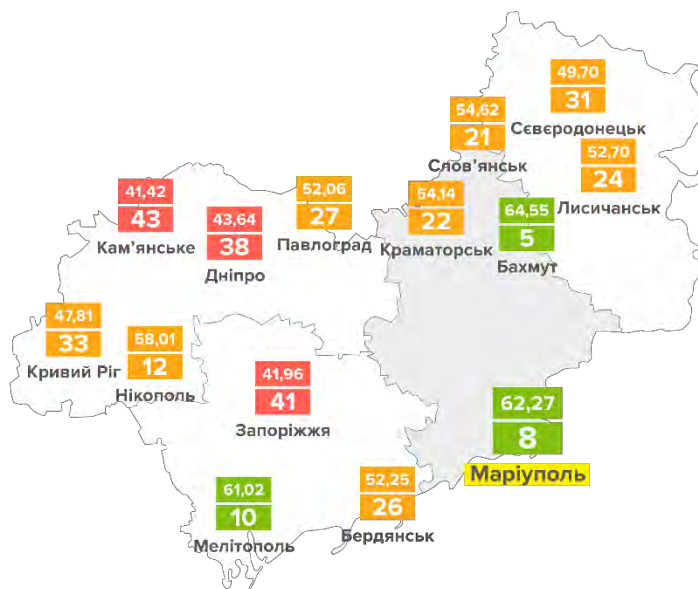 49,70
31
Сєвєродонецьк
54,62
21
Слов'янськ
52,70
24
Лисичанськ
41,42
43
Кам'янське
43,64
38
Дніпро
52,06
27
Павлоград
54,14
22
Краматорськ
64,55
5
Бахмут
47,81
33
Кривий Ріг
58,01
12
Нікополь
41,96
41
Запоріжжя
62,27
8
Маріуполь
61,02
10
Мелітополь
52,25
26
Бердянськ